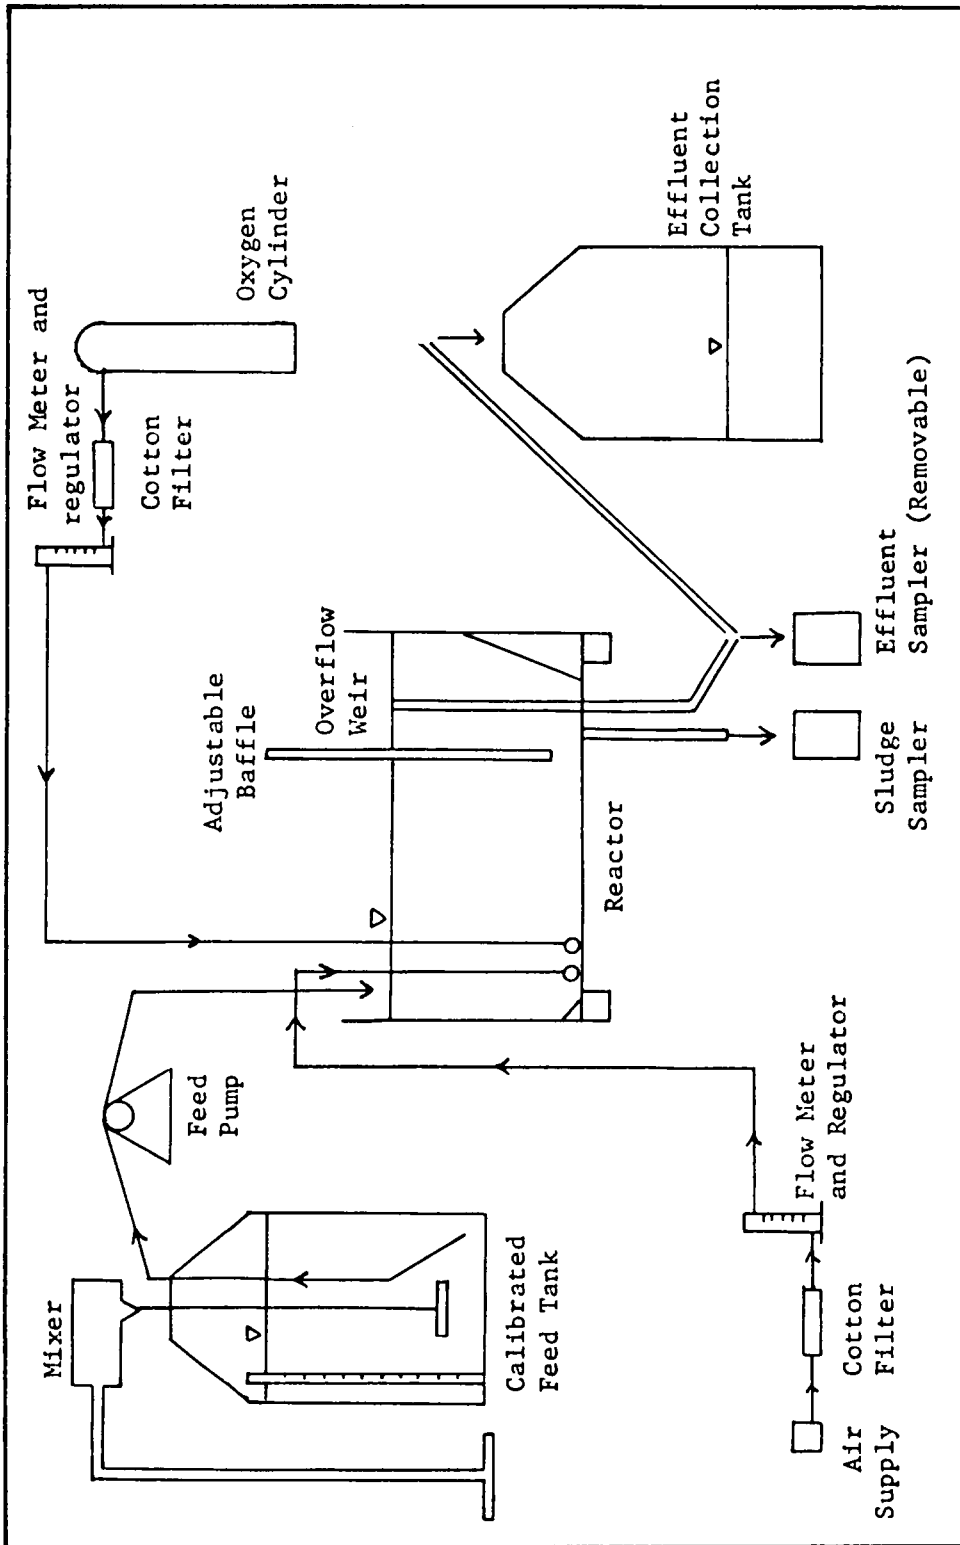 Mixer
Feed
Pump
Calibrated
Feed Tank
Flow Meter and
regulator
Cotton
Filter
Oxygen
Cylinder
Adjustable
Baffle
Overflow
Weir
Reactor
Effluent
Collection
Tank
Air
Supply
Cotton
Filter
Flow Meter
and Regulator
Sludge
Sampler
Effluent
Sampler (Removable)